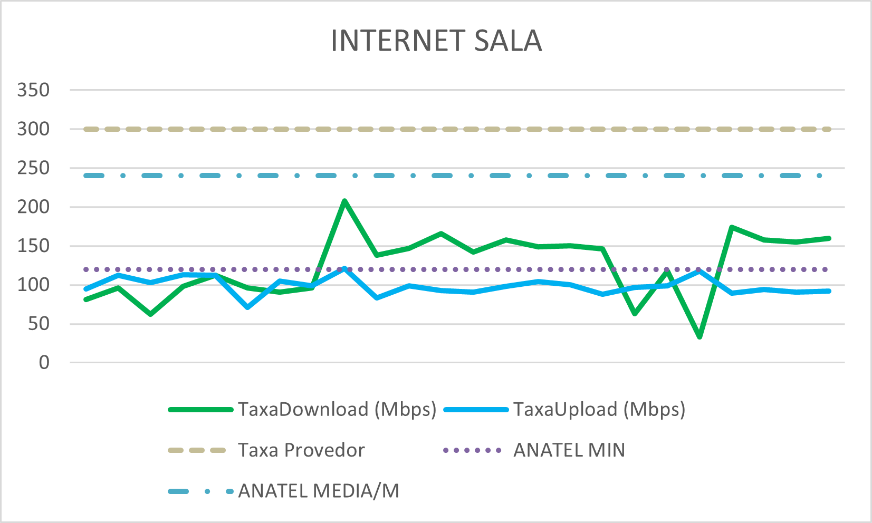 INTERNET SALA
350
300
250
200
150
100
50
0
TaxaDownload (Mbps) TaxaUpload (Mbps)
Taxa Provedor ANATEL MIN
ANATEL MEDIA/M